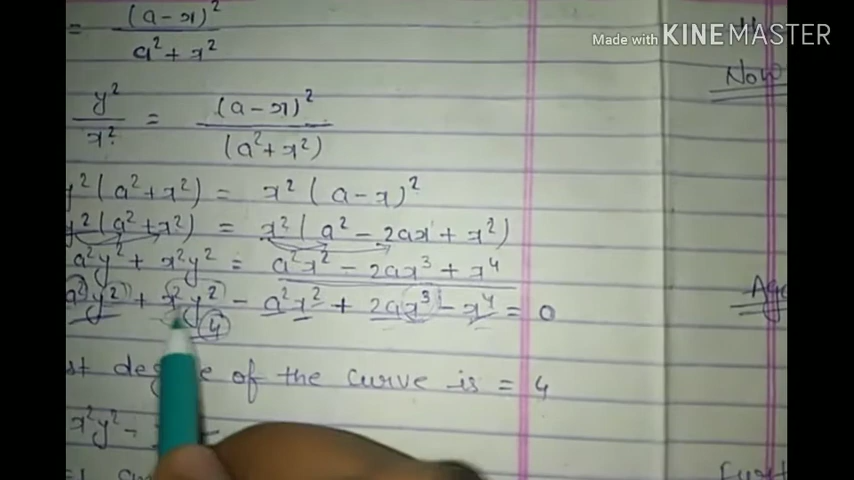 = (a-x)² / a²+x²
Made with KINEMASTER
Now
y²/x² = (a-x)² / (a²+x²)
y²(a²+x²) = x²(a-x)²
y²(a²+x²) = x²(a² - 2ax + x²)
a²y² + x²y² = a²x² - 2ax³ + x⁴
a²y² + x²y² - a²x² + 2ax³ - x⁴ = 0
4
degree of the curve is = 4
x²y² -